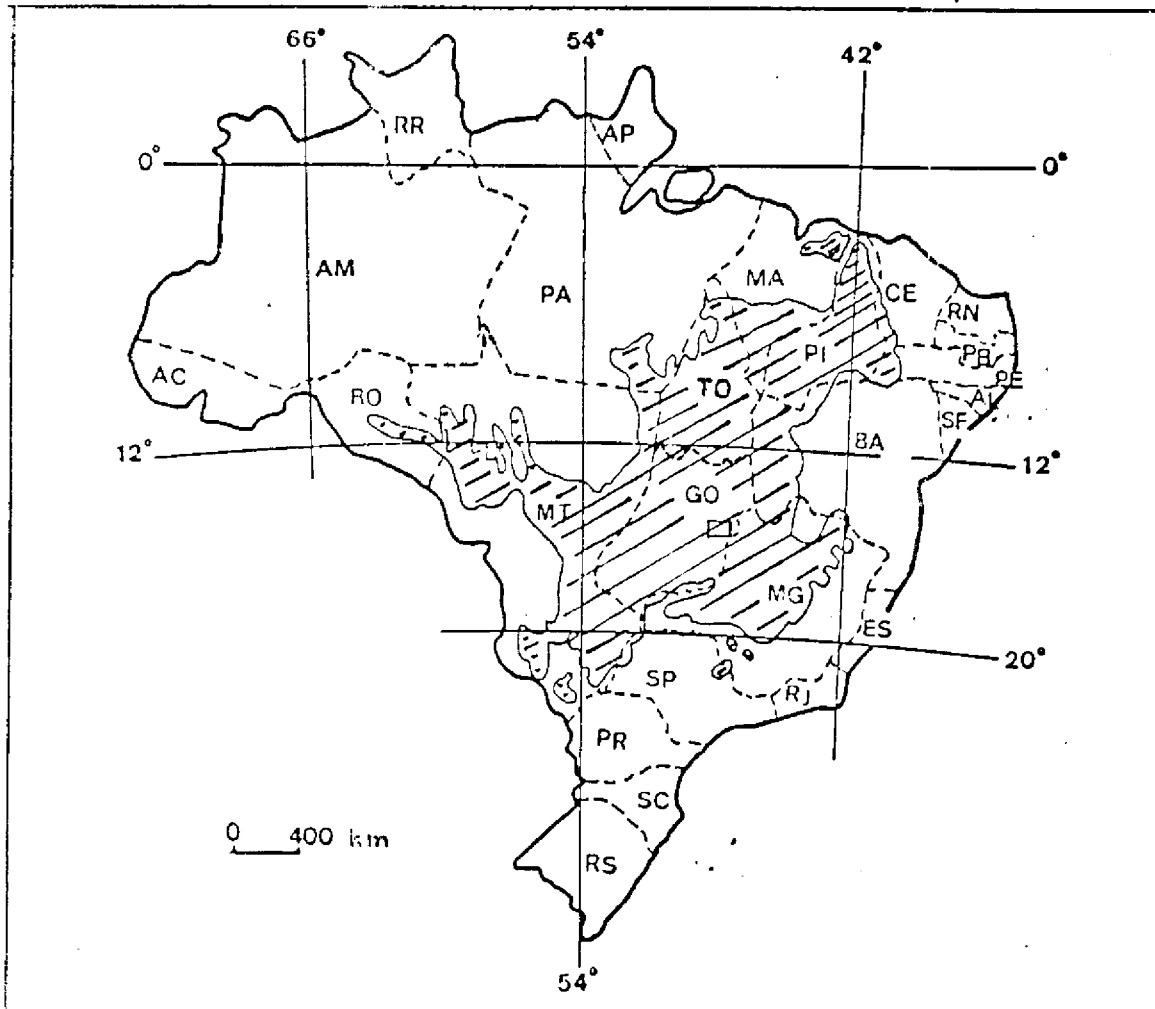 66° 54° 42°
RR AP
0° 0°
AM PA MA CE RN
PI PB
AC TO PE
RO AL
SE
12° BA 12°
MT GO
MG
ES
20°
SP RJ
PR
SC
0 400 km
RS
54°